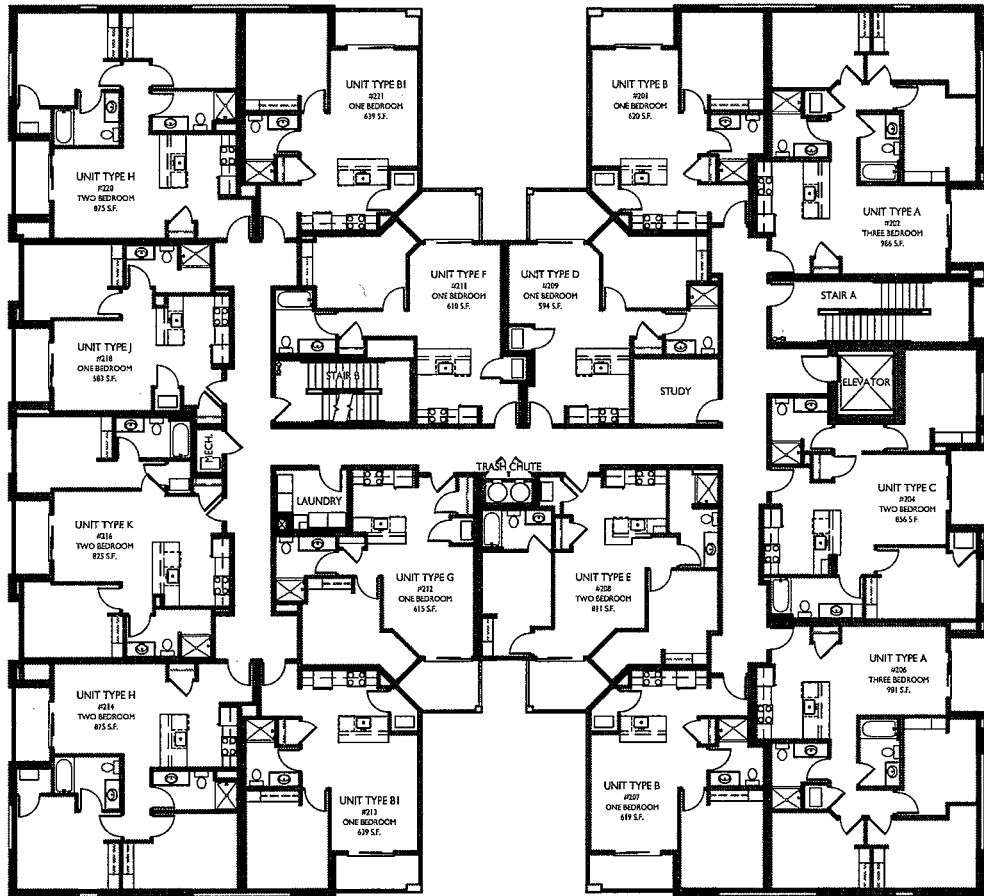 UNIT TYPE B1
#221
ONE BEDROOM
639 S.F.
UNIT TYPE B
#203
ONE BEDROOM
620 S.F.
UNIT TYPE H
#220
TWO BEDROOM
875 S.F.
UNIT TYPE A
#202
THREE BEDROOM
986 S.F.
UNIT TYPE F
#211
ONE BEDROOM
610 S.F.
UNIT TYPE D
#209
ONE BEDROOM
594 S.F.
STAIR A
UNIT TYPE J
#218
ONE BEDROOM
583 S.F.
STAIR B
STUDY
ELEVATOR
MECH.
TRASH CHUTE
LAUNDRY
UNIT TYPE C
#204
TWO BEDROOM
856 S.F.
UNIT TYPE K
#216
TWO BEDROOM
825 S.F.
UNIT TYPE G
#212
ONE BEDROOM
615 S.F.
UNIT TYPE E
#208
TWO BEDROOM
811 S.F.
UNIT TYPE A
#206
THREE BEDROOM
981 S.F.
UNIT TYPE H
#214
TWO BEDROOM
875 S.F.
UNIT TYPE B1
#213
ONE BEDROOM
639 S.F.
UNIT TYPE B
#207
ONE BEDROOM
619 S.F.